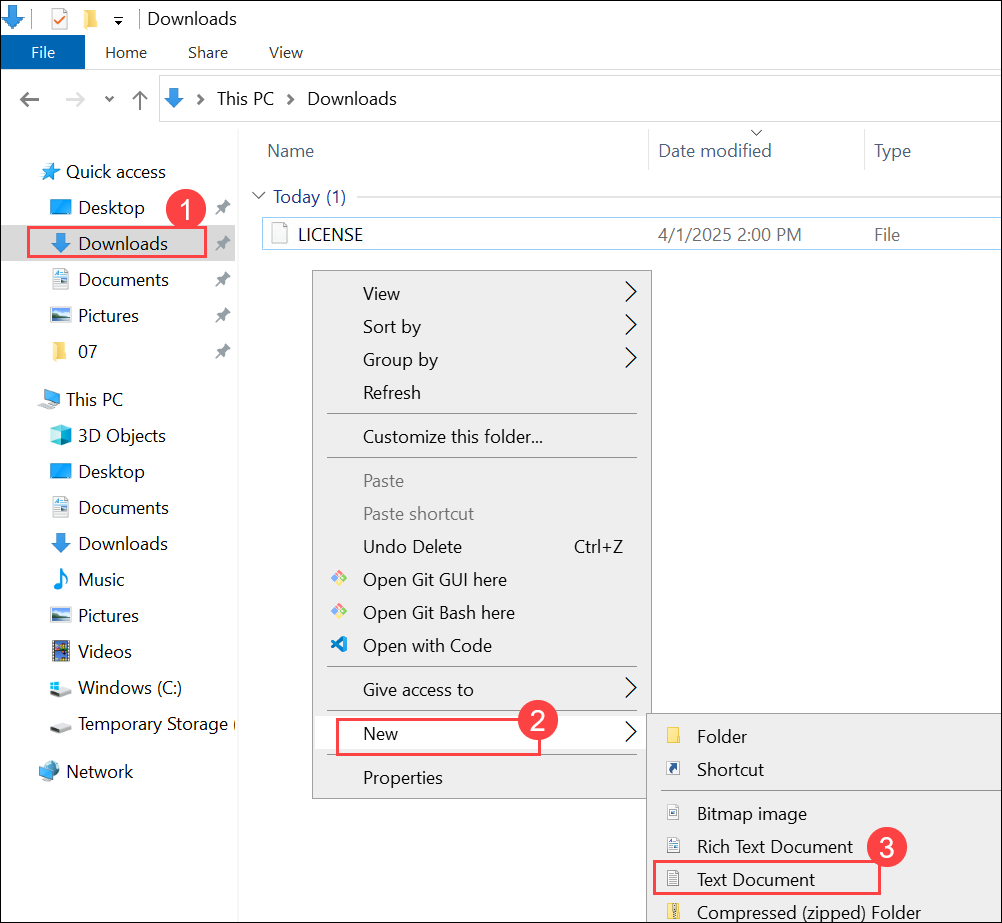 Downloads
File Home Share View
This PC Downloads
Name Date modified Type
Quick access
Desktop 1
Downloads
Documents
Pictures
07
This PC
3D Objects
Desktop
Documents
Downloads
Music
Pictures
Videos
Windows (C:)
Temporary Storage (
Network
Today (1)
LICENSE 4/1/2025 2:00 PM File
View
Sort by
Group by
Refresh
Customize this folder...
Paste
Paste shortcut
Undo Delete Ctrl+Z
Open Git GUI here
Open Git Bash here
Open with Code
Give access to
New 2
Properties
Folder
Shortcut
Bitmap image
Rich Text Document 3
Text Document
Compressed (zipped) Folder